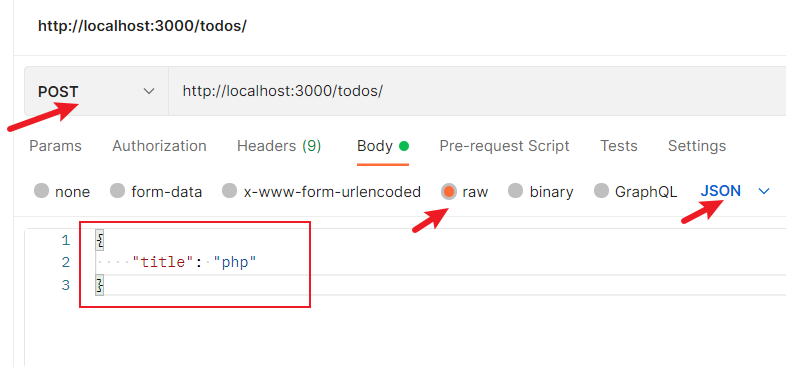 http://localhost:3000/todos/
POST http://localhost:3000/todos/
Params Authorization Headers (9) Body Pre-request Script Tests Settings
none form-data x-www-form-urlencoded raw binary GraphQL JSON
1 {
2 ····"title":·"php"
3 }